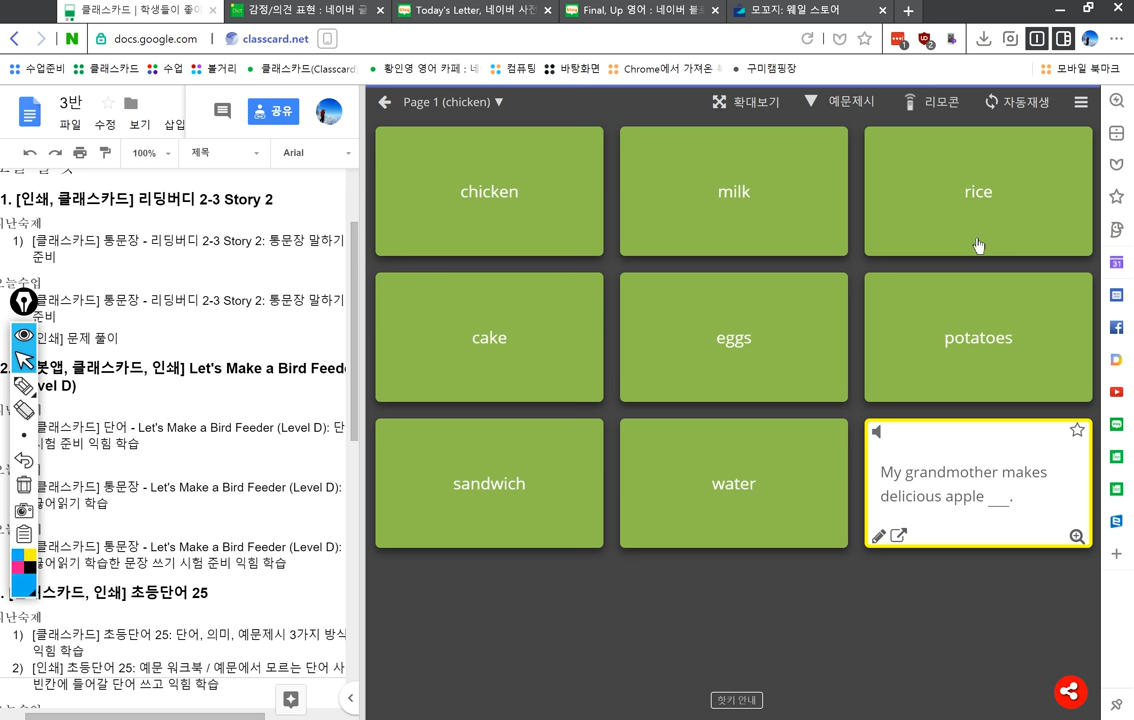 클래스카드 | 학생들이 좋아
감정/의견 표현 : 네이버 글
Today's Letter, 네이버 사전
Final, Up 영어 : 네이버 블로
모꼬지: 웨일 스토어
docs.google.com
classcard.net
수업준비
클래스카드
수업
볼거리
클래스카드(Classcard
황인영 영어 카페 : 네
컴퓨팅
바탕화면
Chrome에서 가져온
구미캠핑장
모바일 북마크
3반
파일 수정 보기 삽입
공유
100%
제목
Arial
1. [인쇄, 클래스카드] 리딩버디 2-3 Story 2
지난숙제
1) [클래스카드] 통문장 - 리딩버디 2-3 Story 2: 통문장 말하기
준비
오늘수업
클래스카드] 통문장 - 리딩버디 2-3 Story 2: 통문장 말하기
준비
인쇄] 문제 풀이
2. 봇앱, 클래스카드, 인쇄] Let's Make a Bird Feede
vel D)
클래스카드] 단어 - Let's Make a Bird Feeder (Level D): 단
시험 준비 익힘 학습
클래스카드] 통문장 - Let's Make a Bird Feeder (Level D):
끊어읽기 학습
클래스카드] 통문장 - Let's Make a Bird Feeder (Level D):
끊어읽기 학습한 문장 쓰기 시험 준비 익힘 학습
스카드, 인쇄] 초등단어 25
지난숙제
1) [클래스카드] 초등단어 25: 단어, 의미, 예문제시 3가지 방식
익힘 학습
2) [인쇄] 초등단어 25: 예문 워크북 / 예문에서 모르는 단어 사
빈칸에 들어갈 단어 쓰고 익힘 학습
Page 1 (chicken) ▼
확대보기
예문제시
리모콘
자동재생
chicken
milk
rice
cake
eggs
potatoes
sandwich
water
My grandmother makes
delicious apple ___.
핫키 안내